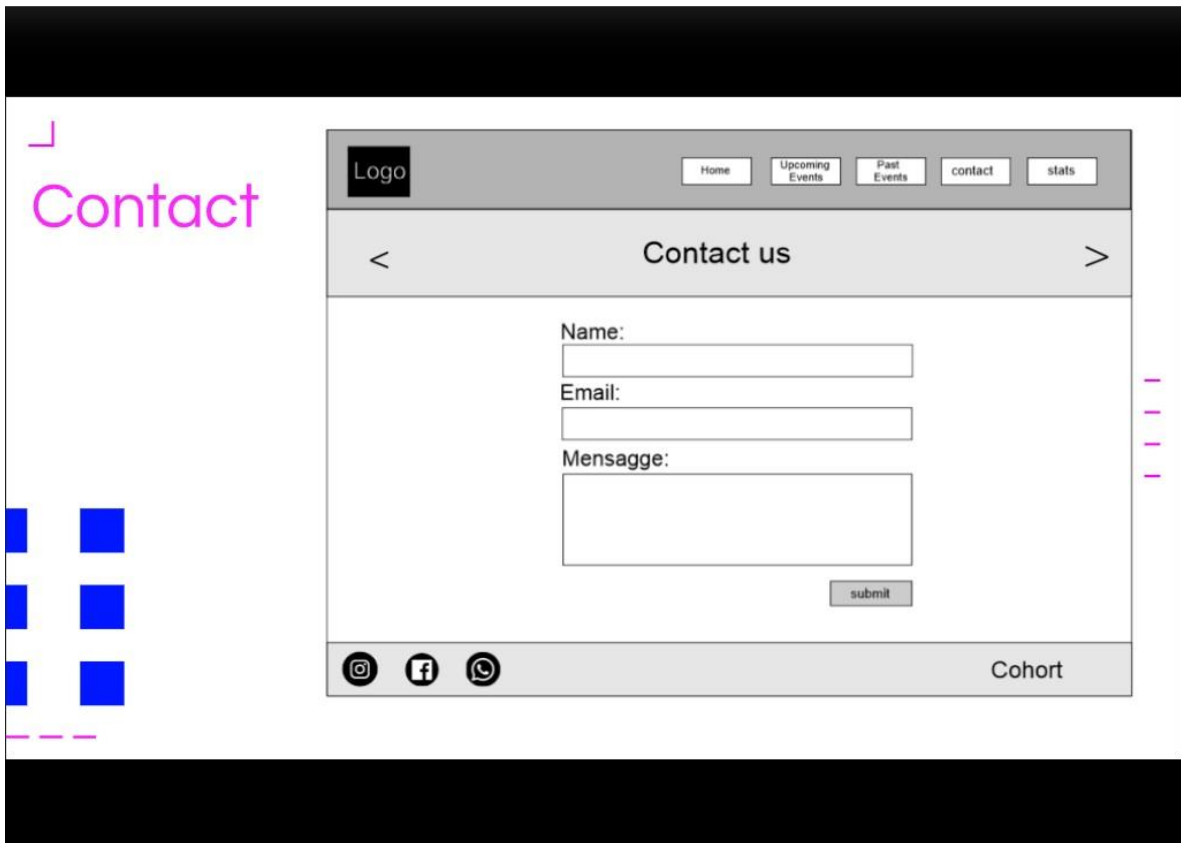 Contact
Logo
Home
Upcoming
Events
Past
Events
contact
stats
<
Contact us
>
Name:
Email:
Mensagge:
submit
Cohort